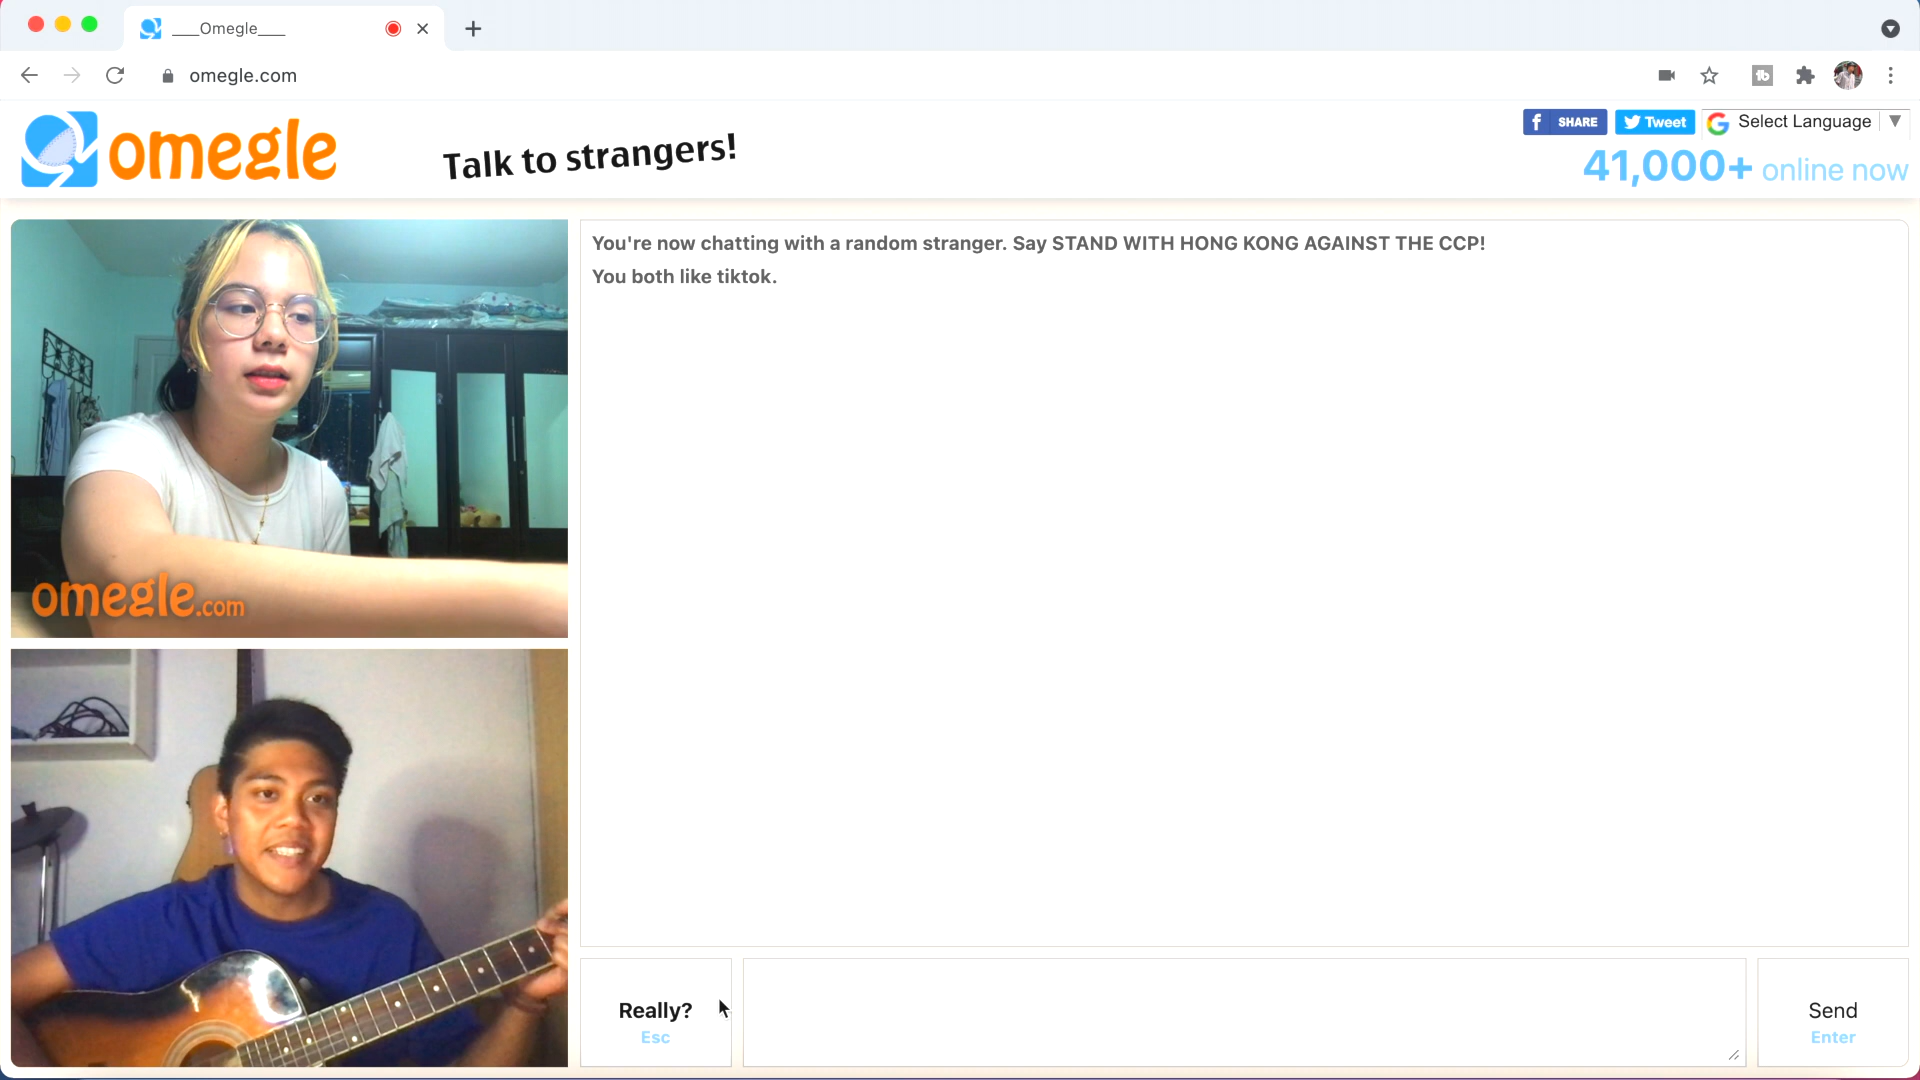 ____Omegle____
omegle.com
omegle
Talk to strangers!
f SHARE
Tweet
G Select Language ▼
41,000+ online now
omegle.com
You're now chatting with a random stranger. Say STAND WITH HONG KONG AGAINST THE CCP!
You both like tiktok.
Really?
Esc
Send
Enter